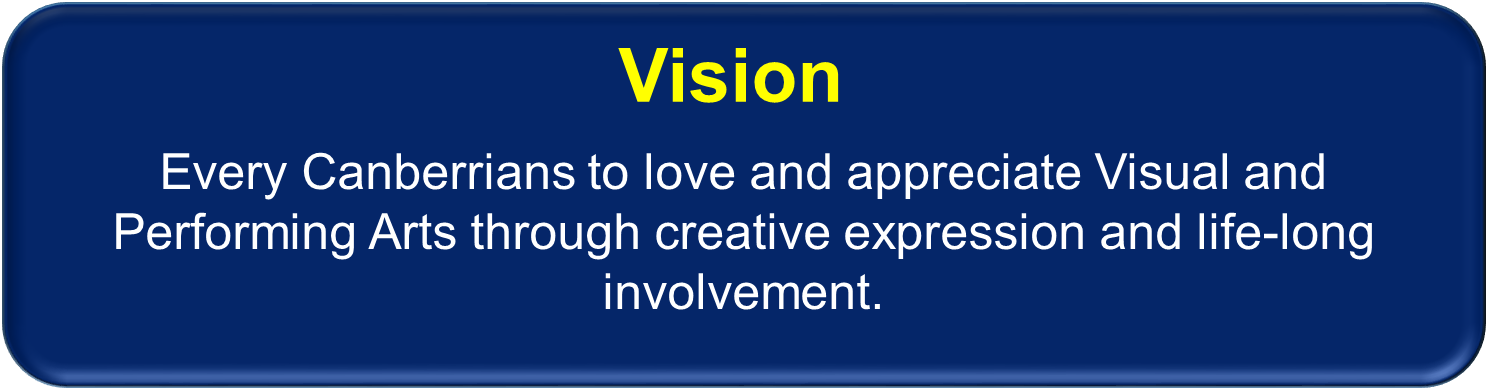 Vision
Every Canberrians to love and appreciate Visual and
Performing Arts through creative expression and life-long
involvement.